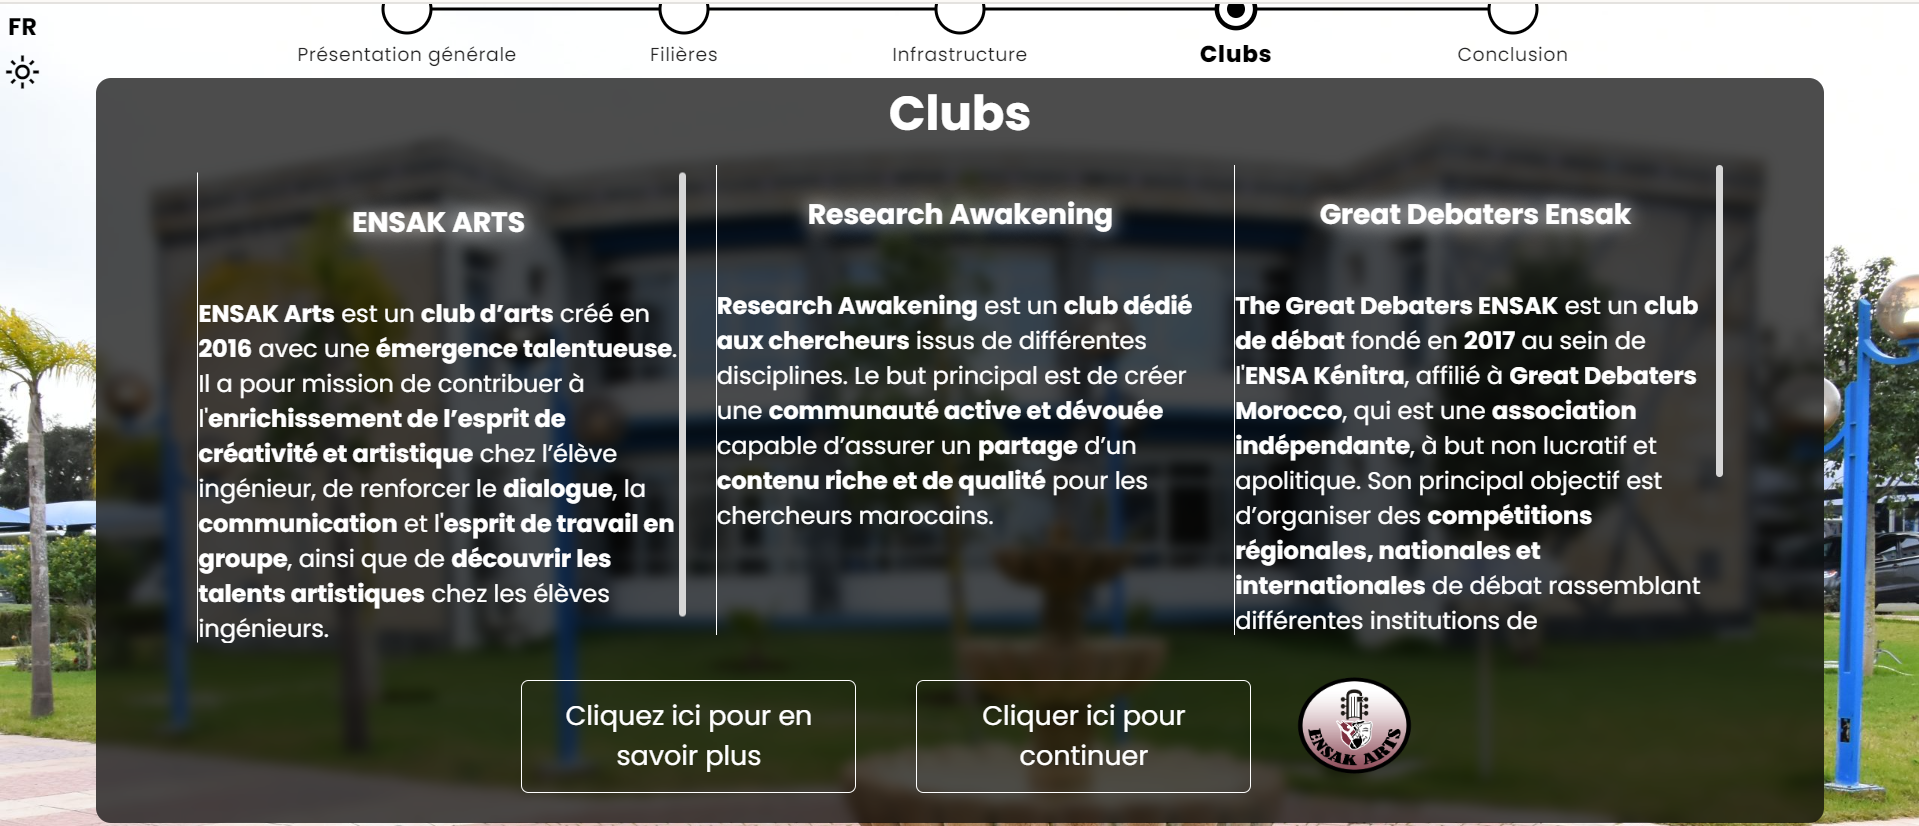 FR
Présentation générale
Filières
Infrastructure
Clubs
Conclusion
Clubs
ENSAK ARTS
ENSAK Arts est un club d’arts créé en
2016 avec une émergence talentueuse.
Il a pour mission de contribuer à
l'enrichissement de l’esprit de
créativité et artistique chez l’élève
ingénieur, de renforcer le dialogue, la
communication et l'esprit de travail en
groupe, ainsi que de découvrir les
talents artistiques chez les élèves
ingénieurs.
Research Awakening
Research Awakening est un club dédié
aux chercheurs issus de différentes
disciplines. Le but principal est de créer
une communauté active et dévouée
capable d’assurer un partage d’un
contenu riche et de qualité pour les
chercheurs marocains.
Great Debaters Ensak
The Great Debaters ENSAK est un club
de débat fondé en 2017 au sein de
l'ENSA Kénitra, affilié à Great Debaters
Morocco, qui est une association
indépendante, à but non lucratif et
apolitique. Son principal objectif est
d’organiser des compétitions
régionales, nationales et
internationales de débat rassemblant
différentes institutions de
Cliquez ici pour en
savoir plus
Cliquer ici pour
continuer
ENSAK ARTS